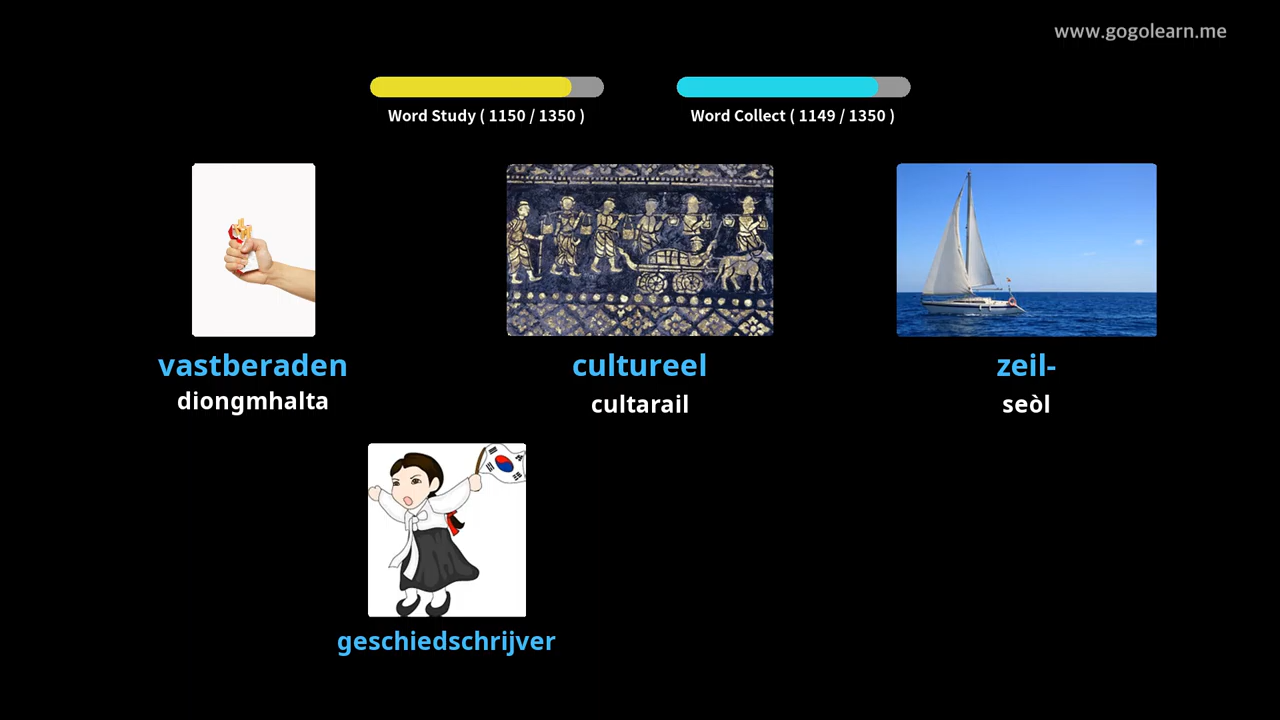 www.gogolearn.me
Word Study ( 1150 / 1350 )
Word Collect ( 1149 / 1350 )
vastberaden
diongmhalta
cultureel
cultarail
zeil-
seòl
geschiedschrijver